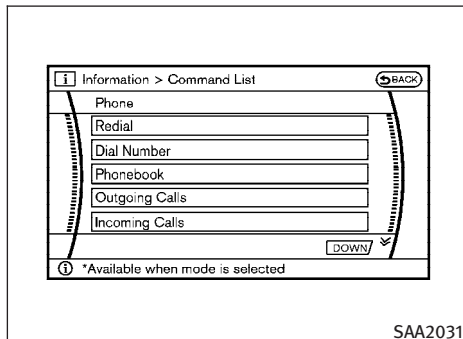 i Information > Command List BACK
Phone
Redial
Dial Number
Phonebook
Outgoing Calls
Incoming Calls
DOWN
i *Available when mode is selected
SAA2031